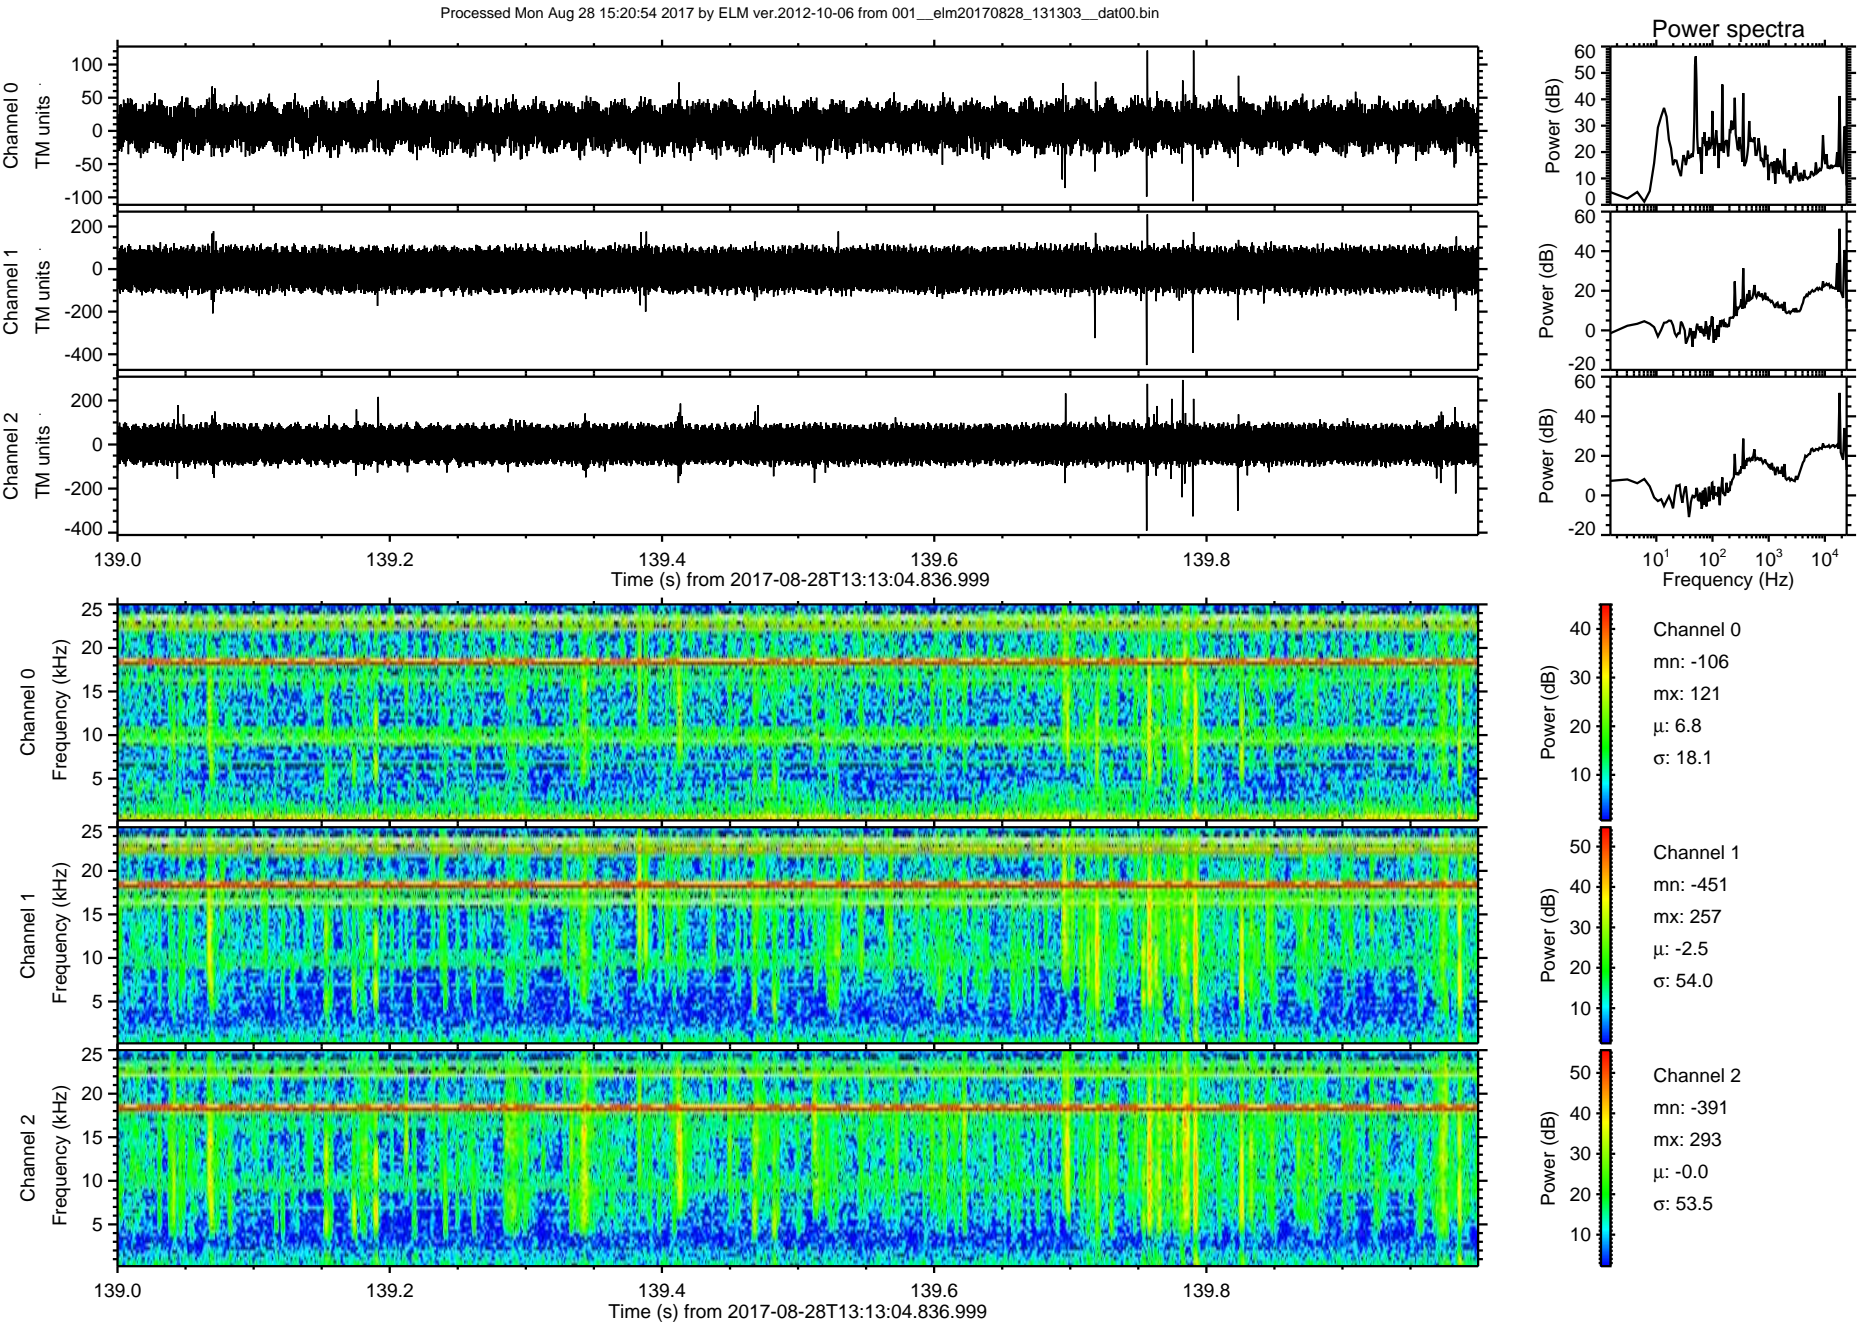 Processed Mon Aug 28 15:20:54 2017 by ELM ver.2012-10-06 from 001__elm20170828_131303__dat00.bin
Power spectra
Channel 0
TM units
100
50
0
-50
-100
Power (dB)
60
50
40
30
20
10
0
Channel 1
TM units
200
0
-200
-400
Power (dB)
60
40
20
0
-20
Channel 2
TM units
200
0
-200
-400
Power (dB)
60
40
20
0
-20
139.0 139.2 139.4 139.6 139.8
Time (s) from 2017-08-28T13:13:04.836.999
10^1 10^2 10^3 10^4
Frequency (Hz)
Channel 0
Frequency (kHz)
25
20
15
10
5
Power (dB)
40
30
20
10
Channel 0
mn: -106
mx: 121
μ: 6.8
σ: 18.1
Channel 1
Frequency (kHz)
25
20
15
10
5
Power (dB)
50
40
30
20
10
Channel 1
mn: -451
mx: 257
μ: -2.5
σ: 54.0
Channel 2
Frequency (kHz)
25
20
15
10
5
Power (dB)
50
40
30
20
10
Channel 2
mn: -391
mx: 293
μ: -0.0
σ: 53.5
139.0 139.2 139.4 139.6 139.8
Time (s) from 2017-08-28T13:13:04.836.999